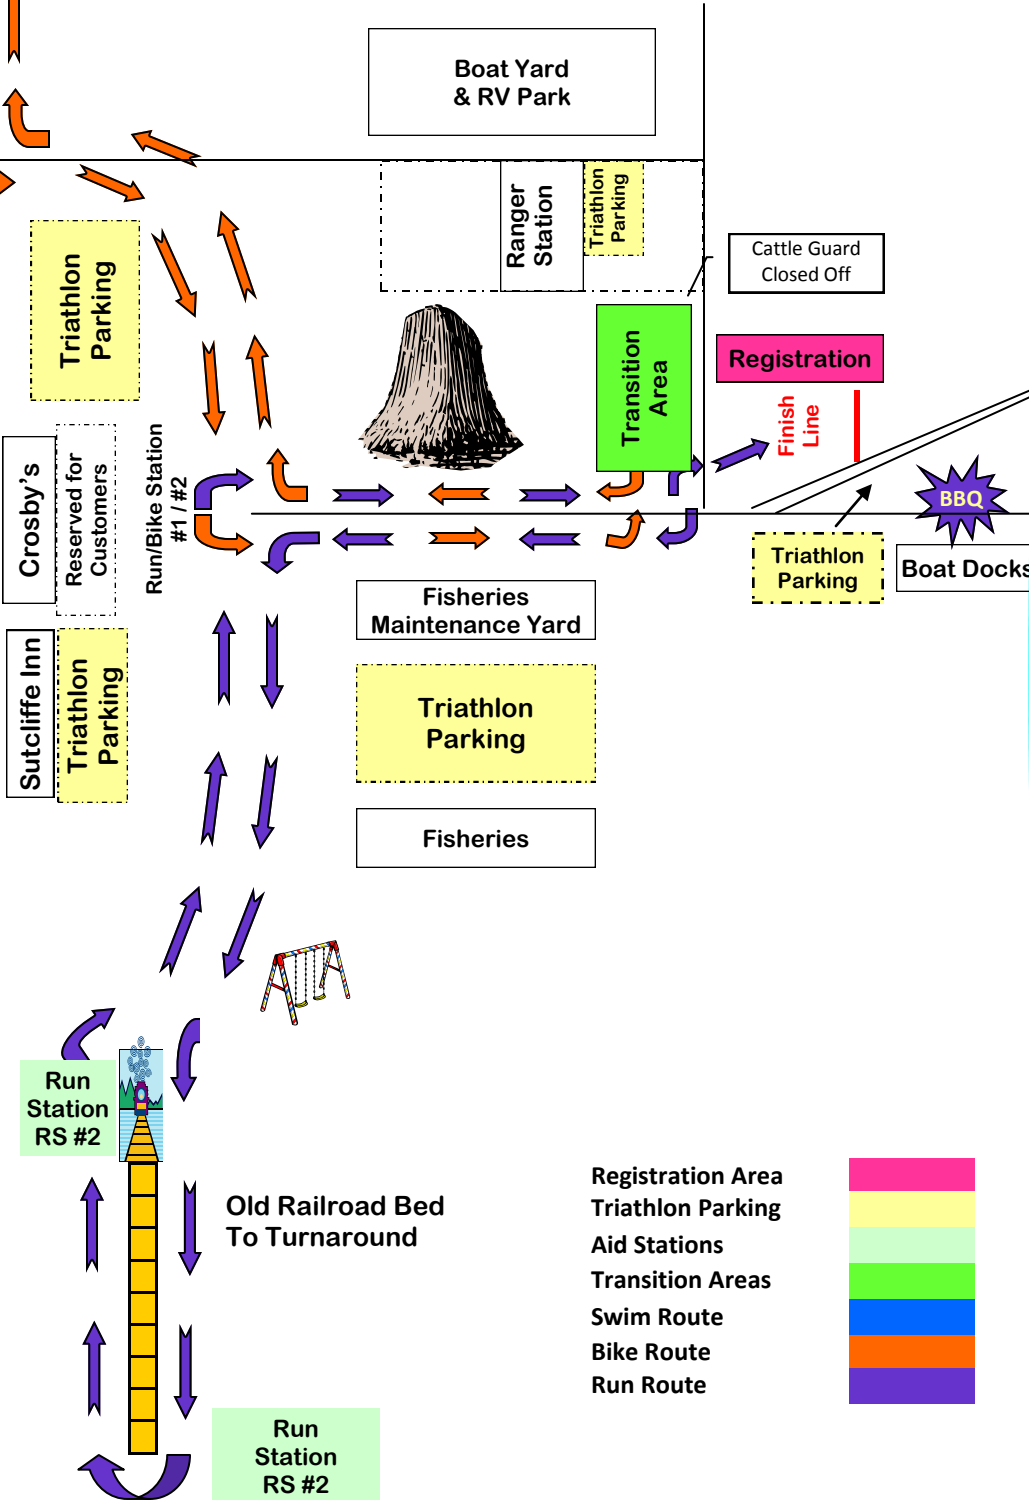 Boat Yard
& RV Park
Ranger
Station
Triathlon
Parking
Cattle Guard
Closed Off
Triathlon
Parking
Transition
Area
Registration
Finish
Line
Crosby's
Reserved for
Customers
Run/Bike Station
#1 / #2
BBQ
Triathlon
Parking
Boat Docks
Fisheries
Maintenance Yard
Sutcliffe Inn
Triathlon
Parking
Triathlon
Parking
Fisheries
Run
Station
RS #2
Old Railroad Bed
To Turnaround
Registration Area
Triathlon Parking
Aid Stations
Transition Areas
Swim Route
Bike Route
Run Route
Run
Station
RS #2